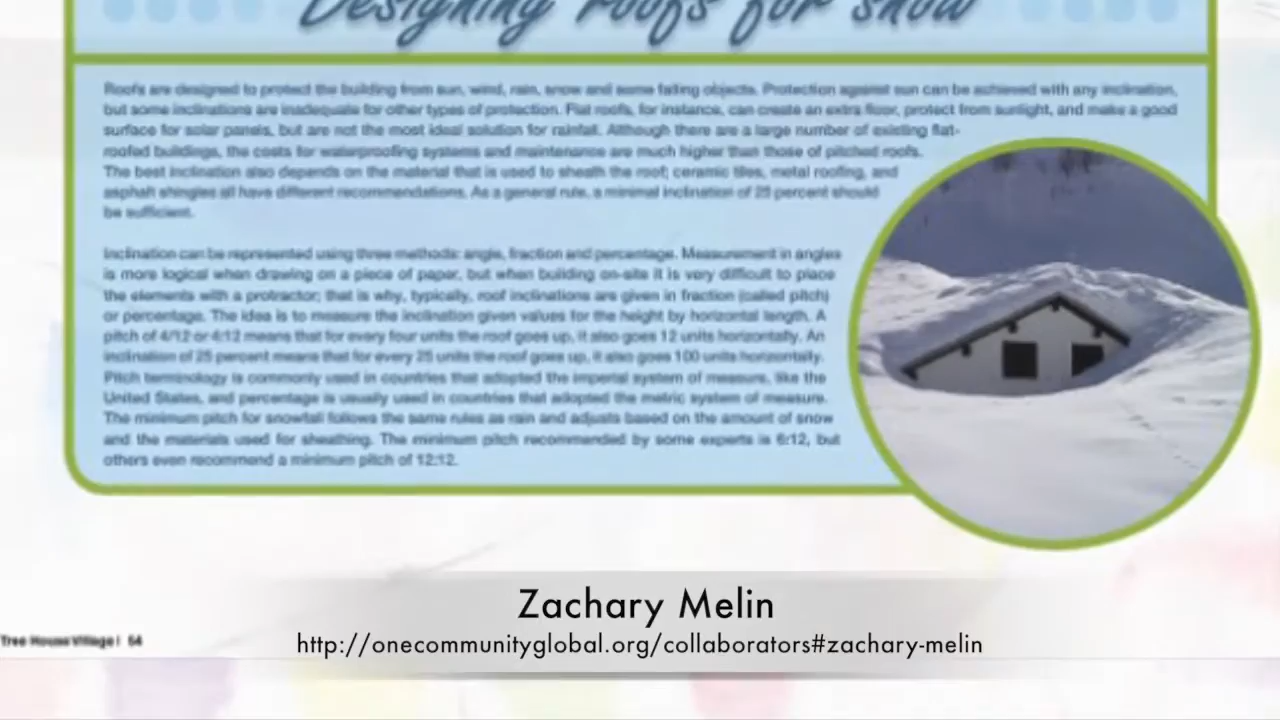 Designing roofs for snow
Roofs are designed to protect the building from sun, wind, rain, snow and some falling objects. Protection against sun can be achieved with any inclination,
but some inclinations are inadequate for other types of protection. Flat roofs, for instance, can create an extra floor, protect from sunlight, and make a good
surface for solar panels, but are not the most ideal solution for rainfall. Although there are a large number of existing flat-
roofed buildings, the costs for waterproofing systems and maintenance are much higher than those of pitched roofs.
The best inclination also depends on the material that is used to sheath the roof; ceramic tiles, metal roofing, and
asphalt shingles all have different recommendations. As a general rule, a minimal inclination of 25 percent should
be sufficient.
Inclination can be represented using three methods: angle, fraction and percentage. Measurement in angles
is more logical when drawing on a piece of paper, but when building on-site it is very difficult to place
the elements with a protractor; that is why, typically, roof inclinations are given in fraction (called pitch)
or percentage. The idea is to measure the inclination given values for the height by horizontal length. A
pitch of 4/12 or 4:12 means that for every four units the roof goes up, it also goes 12 units horizontally. An
inclination of 25 percent means that for every 25 units the roof goes up, it also goes 100 units horizontally.
Pitch terminology is commonly used in countries that adopted the imperial system of measure, like the
United States, and percentage is usually used in countries that adopted the metric system of measure.
The minimum pitch for snowfall follows the same rules as rain and adjusts based on the amount of snow
and the materials used for sheathing. The minimum pitch recommended by some experts is 6:12, but
others even recommend a minimum pitch of 12:12.
Zachary Melin
Tree House Village | 54
http://onecommunityglobal.org/collaborators#zachary-melin